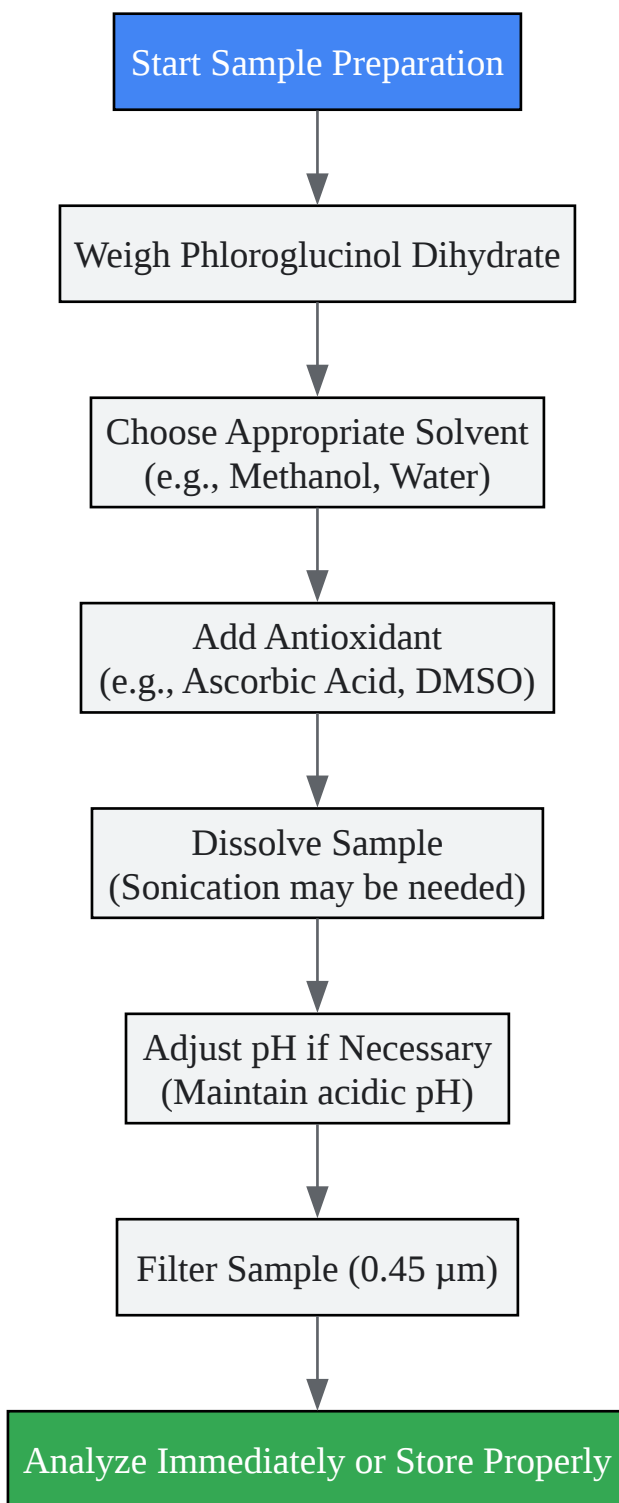 Start Sample Preparation
Weigh Phloroglucinol Dihydrate
Choose Appropriate Solvent
(e.g., Methanol, Water)
Add Antioxidant
(e.g., Ascorbic Acid, DMSO)
Dissolve Sample
(Sonication may be needed)
Adjust pH if Necessary
(Maintain acidic pH)
Filter Sample (0.45 µm)
Analyze Immediately or Store Properly